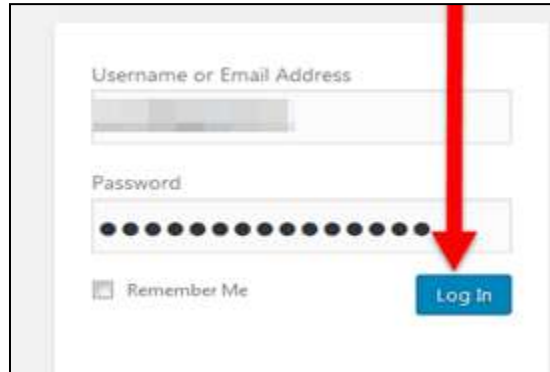 Username or Email Address
Password
●●●●●●●●●●●●●●●
Remember Me
Log In